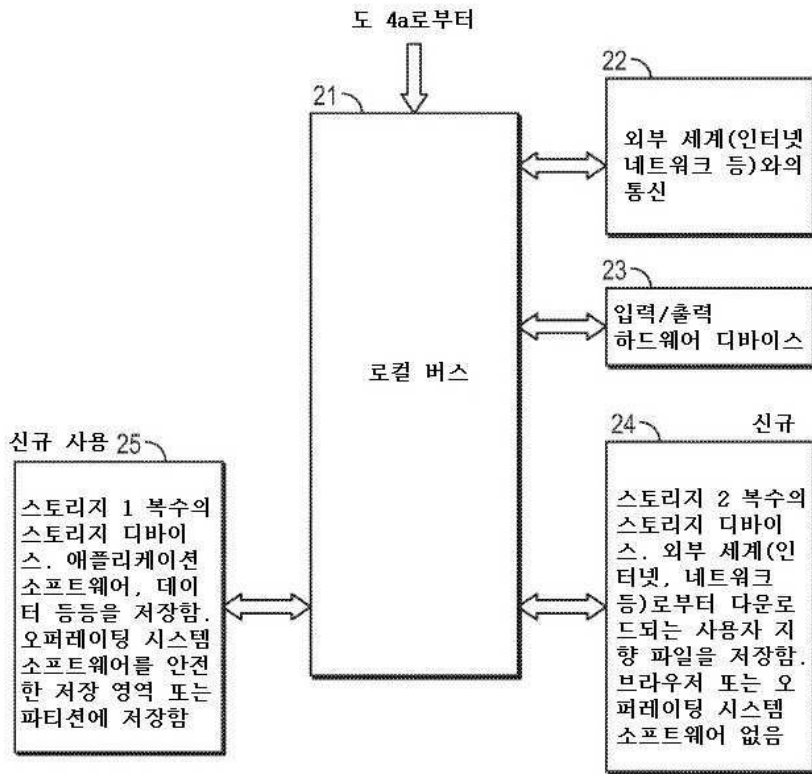 도 4a로부터
21
22
외부 세계(인터넷
네트워크 등)와의
통신
23
입력/출력
하드웨어 디바이스
로컬 버스
신규 사용 25
스토리지 1 복수의
스토리지 디바이
스. 애플리케이션
소프트웨어, 데이
터 등등을 저장함.
오퍼레이팅 시스템
소프트웨어를 안전
한 저장 영역 또는
파티션에 저장함
24 신규
스토리지 2 복수의
스토리지 디바이
스. 외부 세계(인
터넷, 네트워크
등)로부터 다운로
드되는 사용자 지
향 파일을 저장함.
브라우저 또는 오
퍼레이팅 시스템
소프트웨어 없음